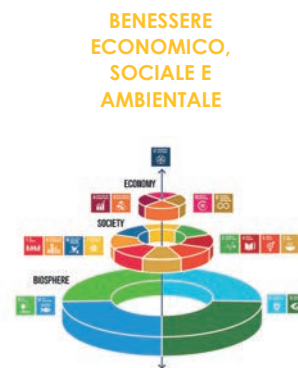 BENESSERE
ECONOMICO,
SOCIALE E
AMBIENTALE
ECONOMY
SOCIETY
BIOSPHERE